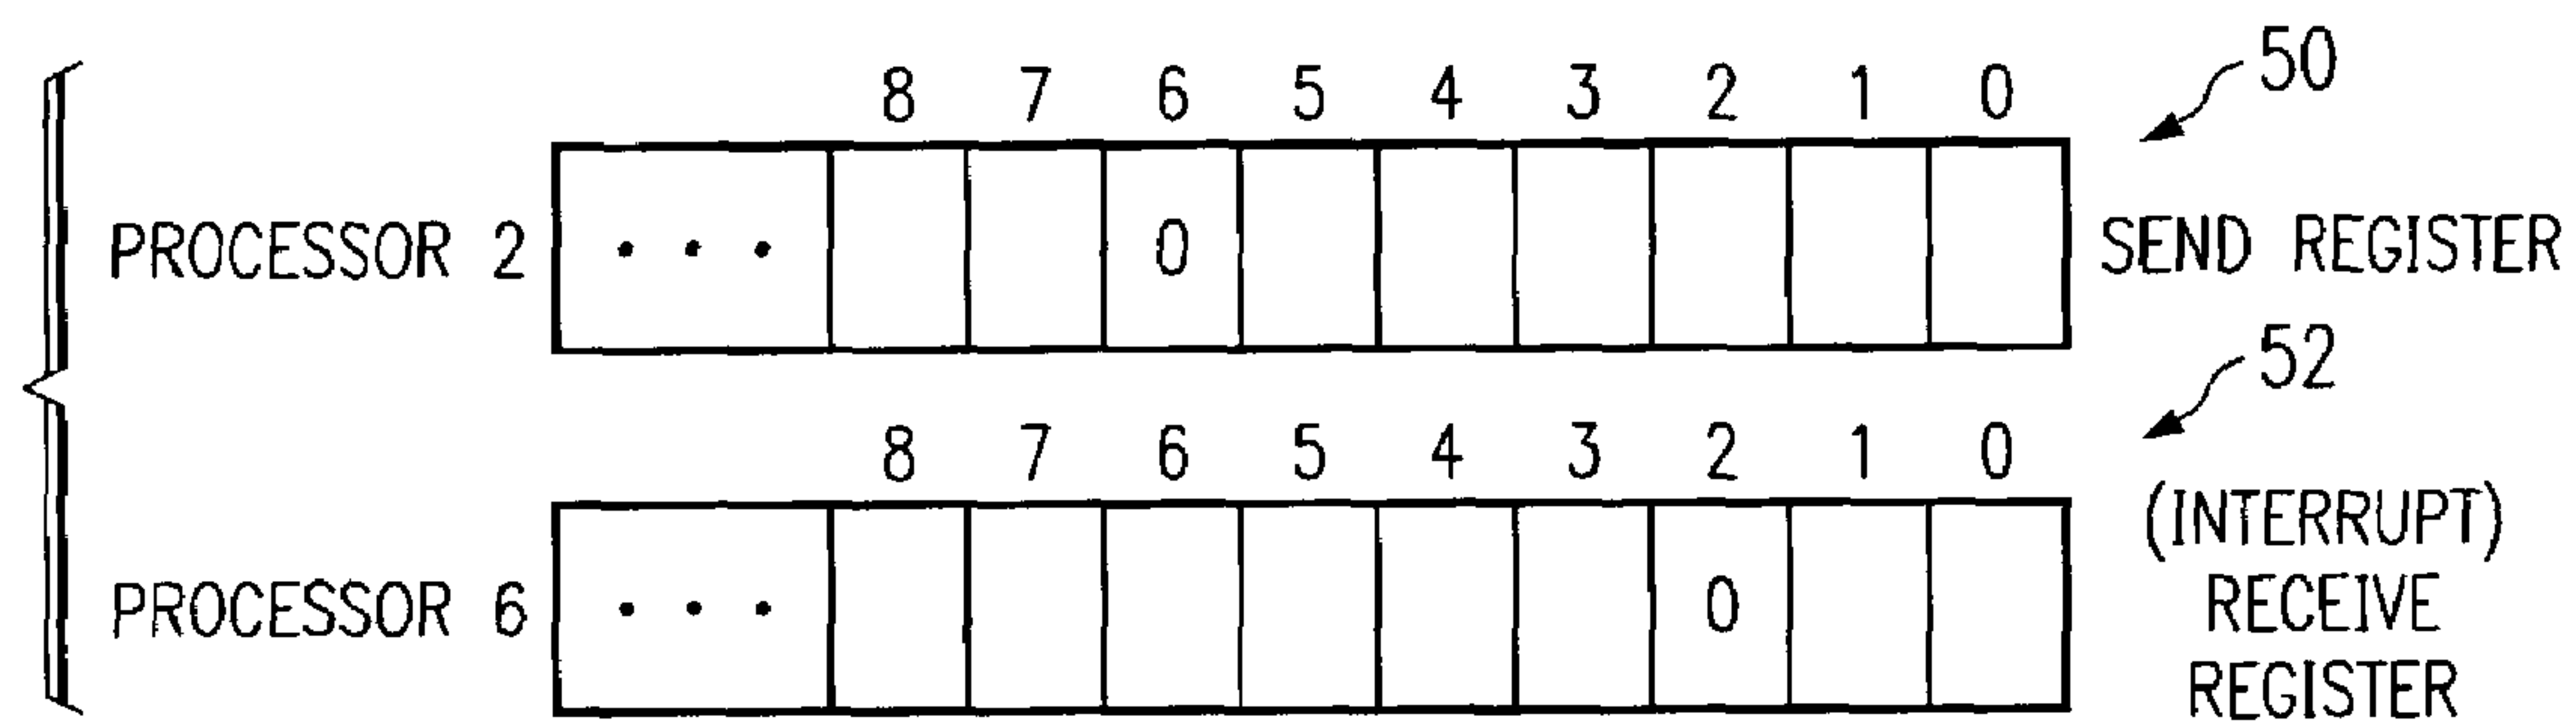 8 7 6 5 4 3 2 1 0
50
PROCESSOR 2 • • • 0 SEND REGISTER
52
8 7 6 5 4 3 2 1 0
PROCESSOR 6 • • • 0 (INTERRUPT)
RECEIVE
REGISTER